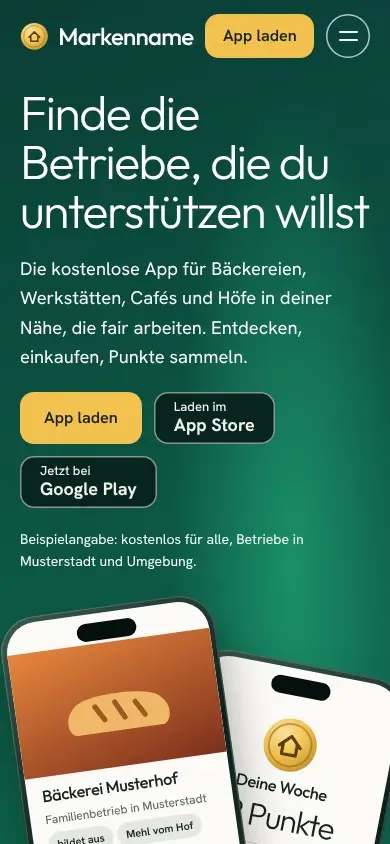 Markenname
App laden
Finde die
Betriebe, die du
unterstützen willst
Die kostenlose App für Bäckereien,
Werkstätten, Cafés und Höfe in deiner
Nähe, die fair arbeiten. Entdecken,
einkaufen, Punkte sammeln.
App laden
Laden im
App Store
Jetzt bei
Google Play
Beispielangabe: kostenlos für alle, Betriebe in
Musterstadt und Umgebung.
Bäckerei Musterhof
Familienbetrieb in Musterstadt
bildet aus
Mehl vom Hof
Deine Woche
Punkte